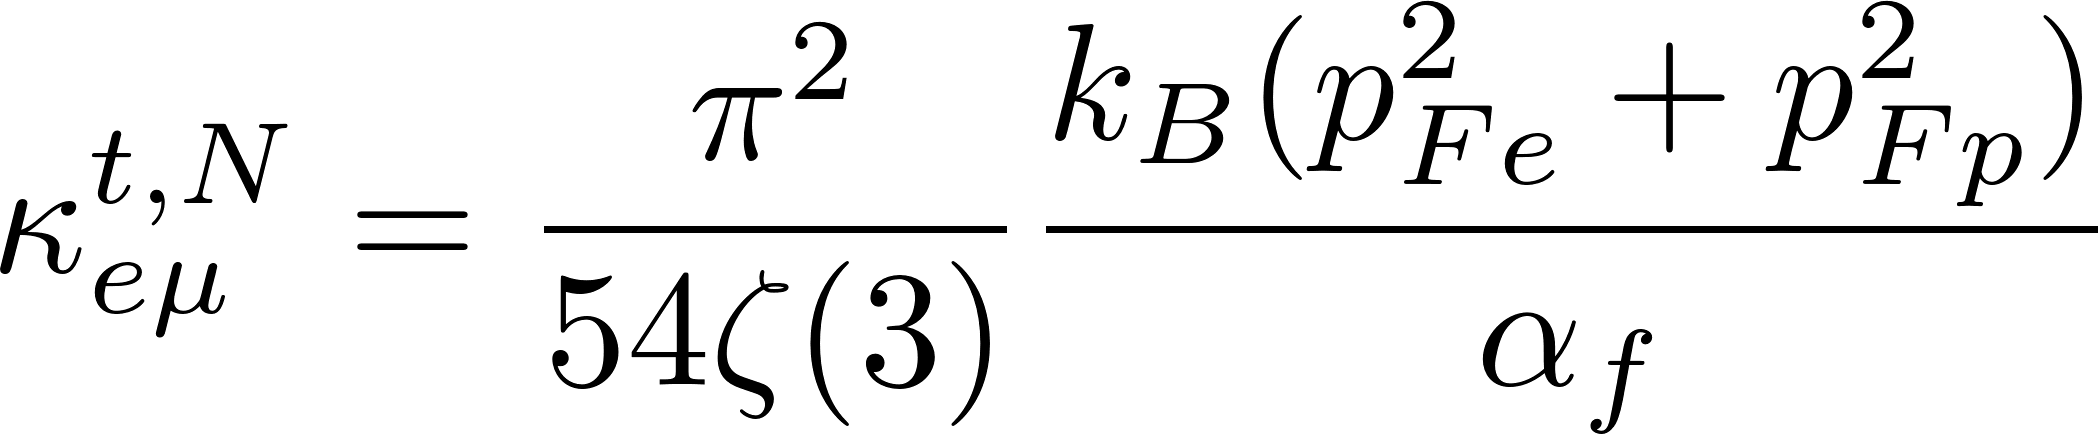 κ_{eμ}^{t,N} = \frac{π^2}{54ζ(3)} \frac{k_B(p_{Fe}^2 + p_{Fp}^2)}{α_f}